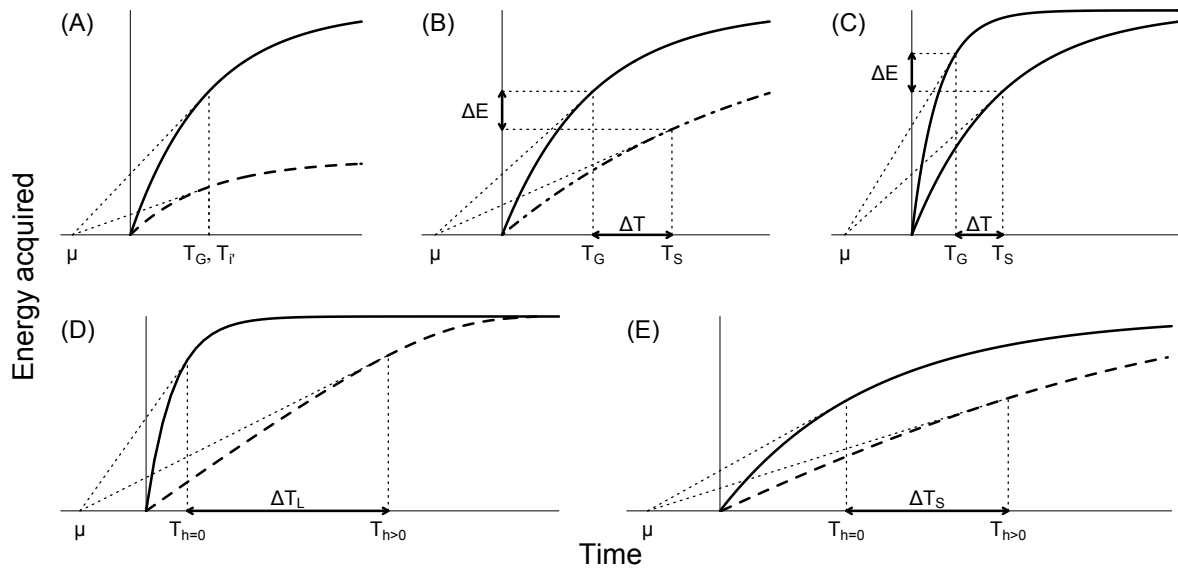 (A)
μ
T_G, T_i'
(B)
ΔE
ΔT
μ
T_G
T_S
(C)
ΔE
ΔT
μ
T_G
T_S
Energy acquired
(D)
ΔT_L
μ
T_h=0
T_h>0
(E)
ΔT_S
μ
T_h=0
T_h>0
Time